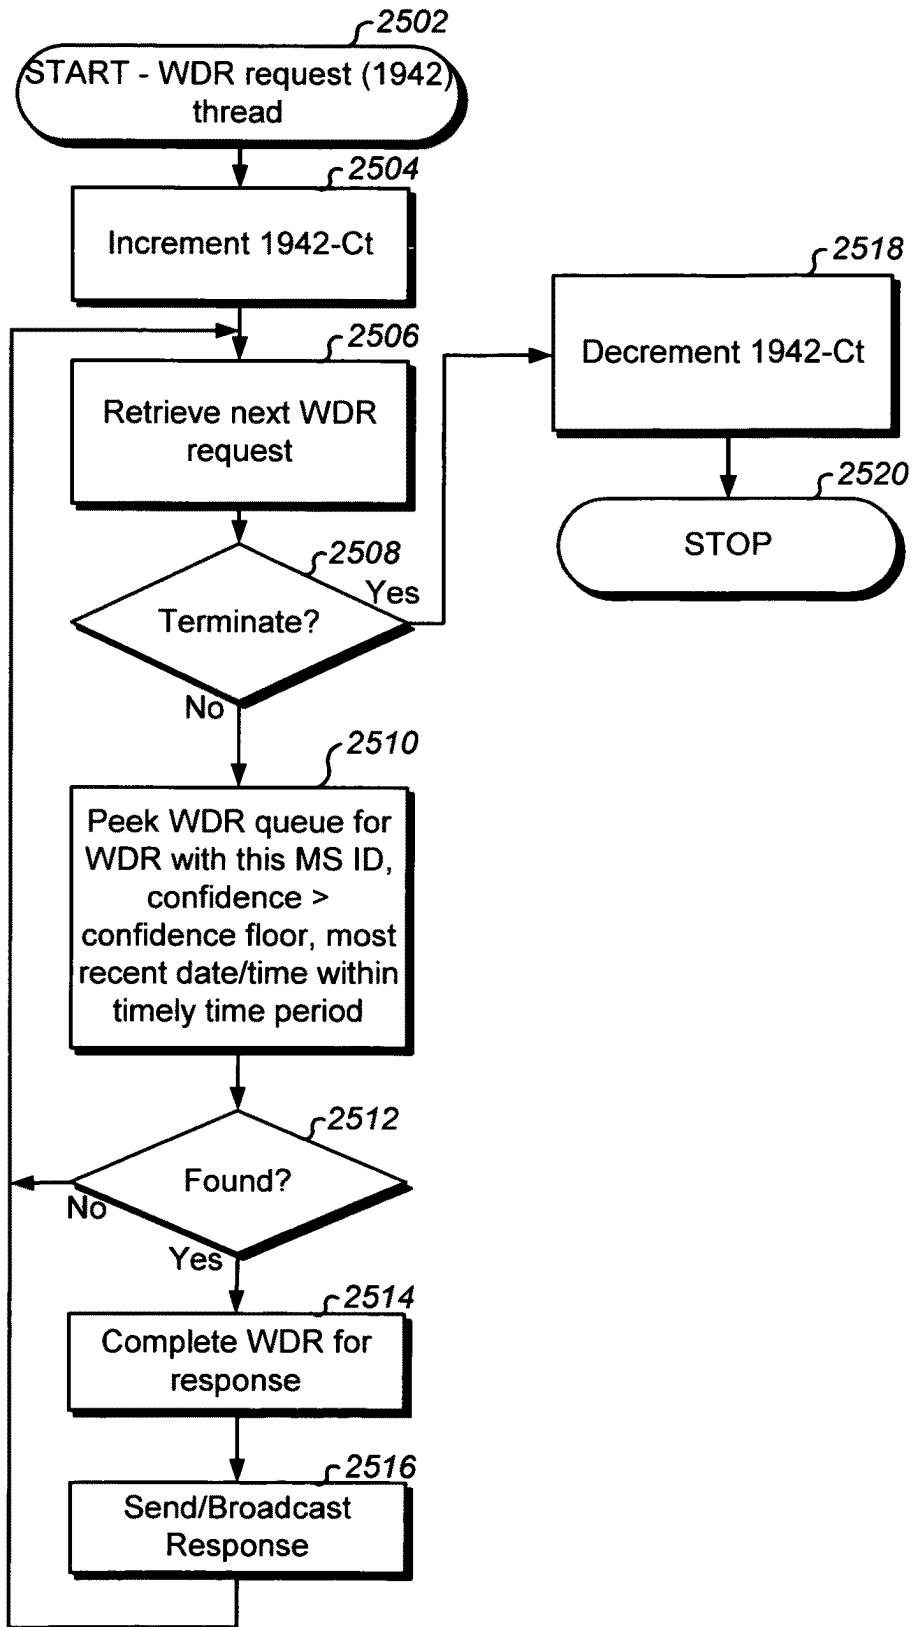 2502
START - WDR request (1942)
thread
2504
Increment 1942-Ct
2518
Decrement 1942-Ct
2506
Retrieve next WDR
request
2520
STOP
2508
Yes
Terminate?
No
2510
Peek WDR queue for
WDR with this MS ID,
confidence >
confidence floor, most
recent date/time within
timely time period
2512
Found?
No
Yes
2514
Complete WDR for
response
2516
Send/Broadcast
Response